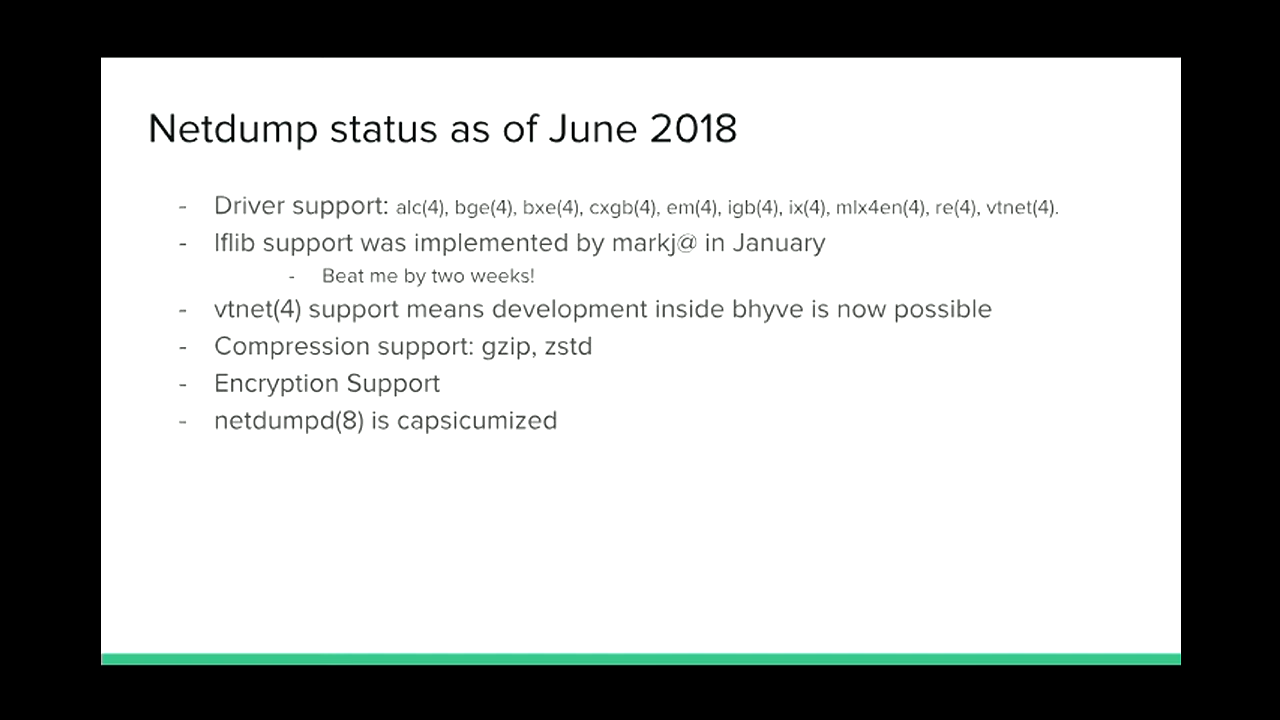 Netdump status as of June 2018
- Driver support: alc(4), bge(4), bxe(4), cxgb(4), em(4), igb(4), ix(4), mlx4en(4), re(4), vtnet(4).
- Iflib support was implemented by markj@ in January
- Beat me by two weeks!
- vtnet(4) support means development inside bhyve is now possible
- Compression support: gzip, zstd
- Encryption Support
- netdumpd(8) is capsicumized